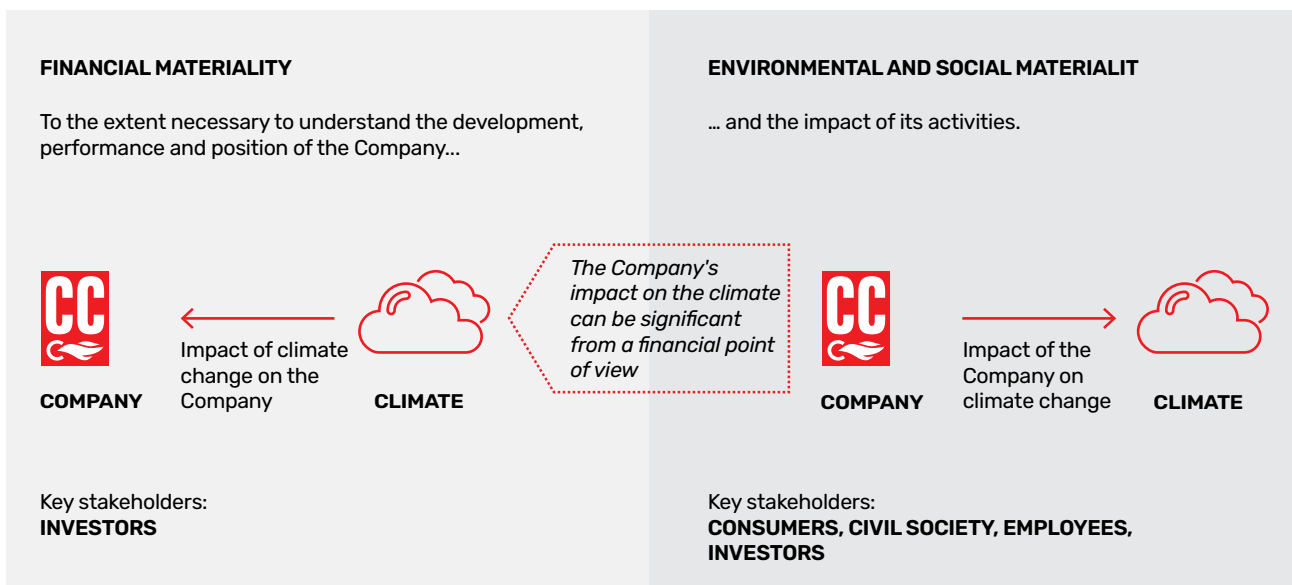 FINANCIAL MATERIALITY
To the extent necessary to understand the development,
performance and position of the Company...
CC
COMPANY
Impact of climate
change on the
Company
CLIMATE
Key stakeholders:
INVESTORS
The Company's
impact on the climate
can be significant
from a financial point
of view
ENVIRONMENTAL AND SOCIAL MATERIALIT
… and the impact of its activities.
CC
COMPANY
Impact of the
Company on
climate change
CLIMATE
Key stakeholders:
CONSUMERS, CIVIL SOCIETY, EMPLOYEES,
INVESTORS